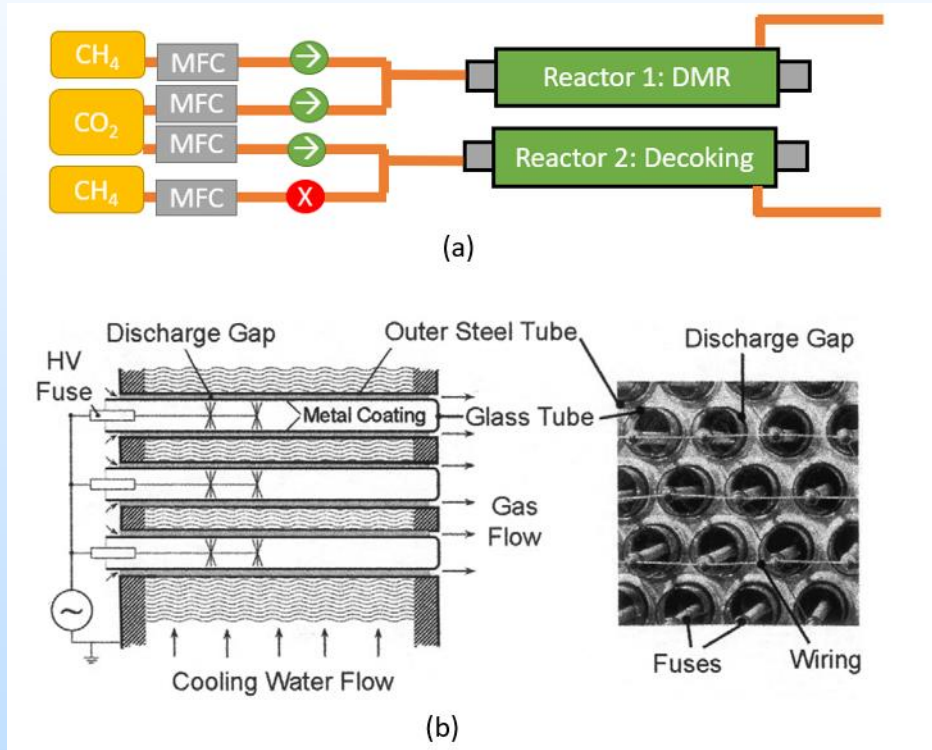 CH₄
MFC
→
CO₂
MFC
→
MFC
→
CH₄
MFC
X
Reactor 1: DMR
Reactor 2: Decoking
(a)
HV
Fuse
Discharge Gap
Outer Steel Tube
Metal Coating
Glass Tube
Gas
Flow
~
Cooling Water Flow
Discharge Gap
Fuses
Wiring
(b)